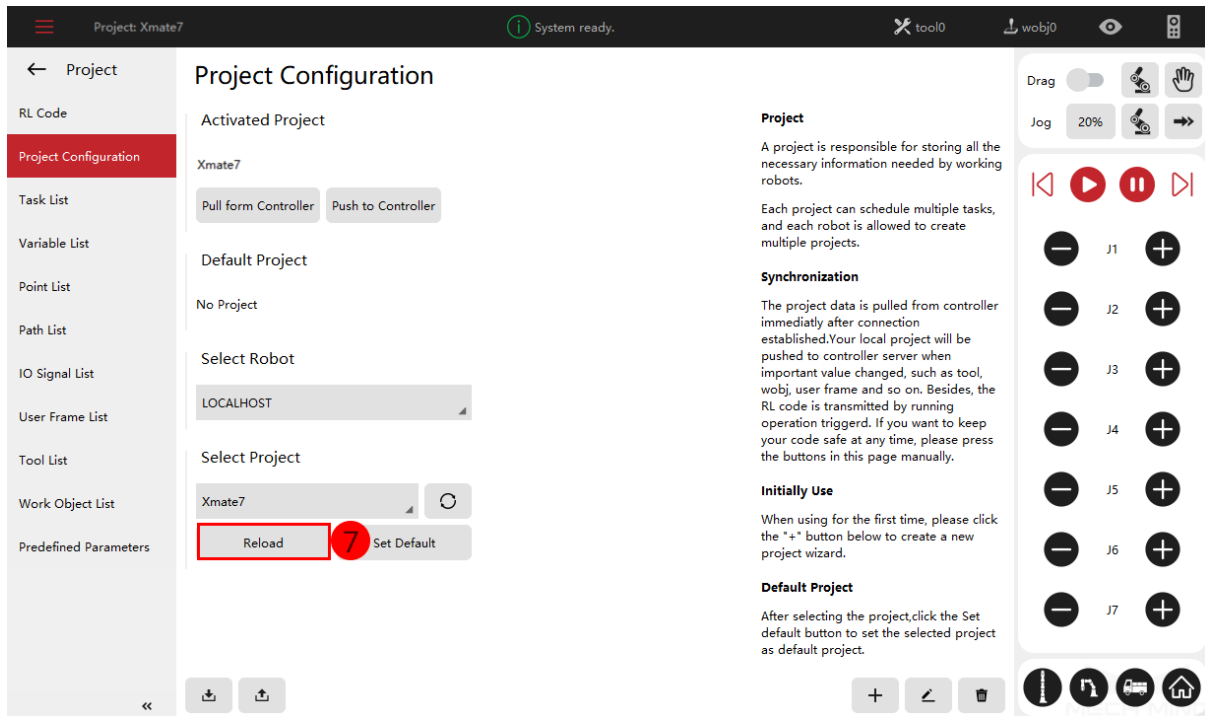 Project: Xmate7
System ready.
tool0
wobj0
Project
RL Code
Project Configuration
Task List
Variable List
Point List
Path List
IO Signal List
User Frame List
Tool List
Work Object List
Predefined Parameters
«
Project Configuration
Activated Project
Xmate7
Pull form Controller
Push to Controller
Default Project
No Project
Select Robot
LOCALHOST
Select Project
Xmate7
Reload
7
Set Default
Project
A project is responsible for storing all the
necessary information needed by working
robots.
Each project can schedule multiple tasks,
and each robot is allowed to create
multiple projects.
Synchronization
The project data is pulled from controller
immediatly after connection
established.Your local project will be
pushed to controller server when
important value changed, such as tool,
wobj, user frame and so on. Besides, the
RL code is transmitted by running
operation triggerd. If you want to keep
your code safe at any time, please press
the buttons in this page manually.
Initially Use
When using for the first time, please click
the "+" button below to create a new
project wizard.
Default Project
After selecting the project,click the Set
default button to set the selected project
as default project.
Drag
Jog
20%
J1
J2
J3
J4
J5
J6
J7